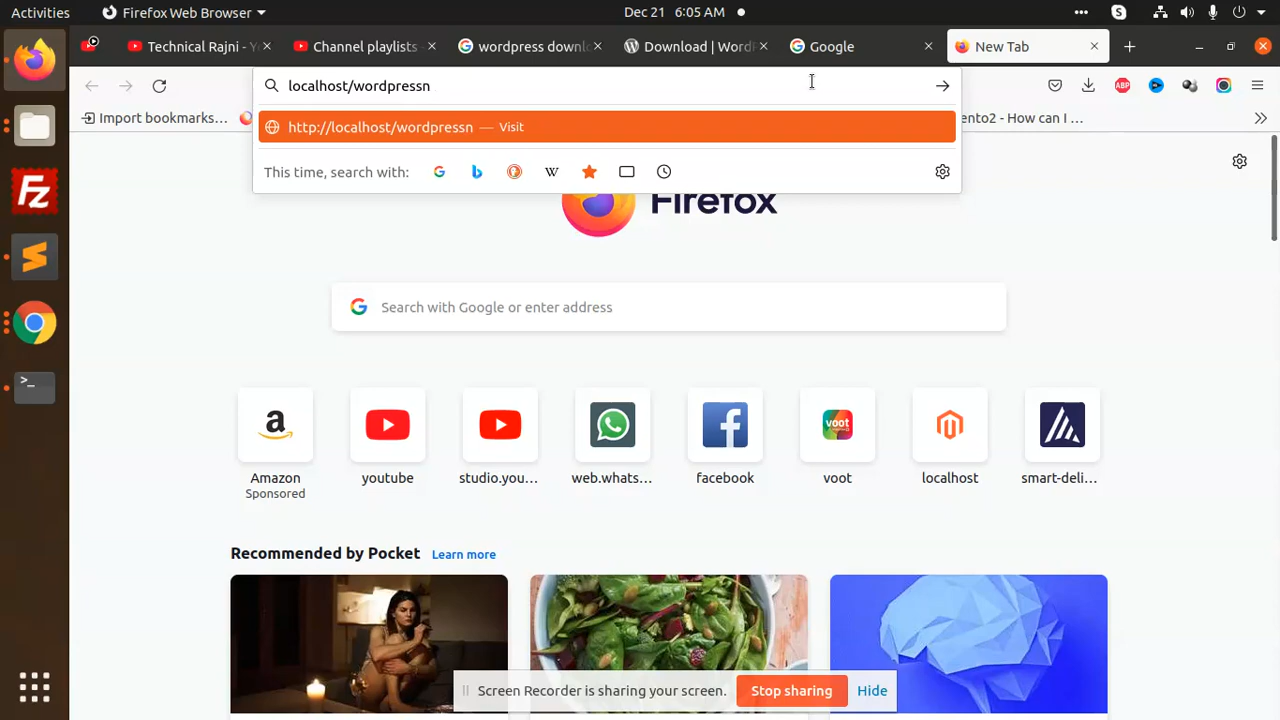 Activities
Firefox Web Browser
Dec 21 6:05 AM
Technical Rajni - Y
Channel playlists
wordpress downl
Download | Word
Google
New Tab
localhost/wordpressn
ABP
Import bookmarks...
ento2 - How can I ...
http://localhost/wordpressn — Visit
This time, search with:
Firefox
Search with Google or enter address
Amazon
Sponsored
youtube
studio.you...
web.whats...
facebook
voot
voot
localhost
smart-deli...
Recommended by Pocket
Learn more
Screen Recorder is sharing your screen.
Stop sharing
Hide